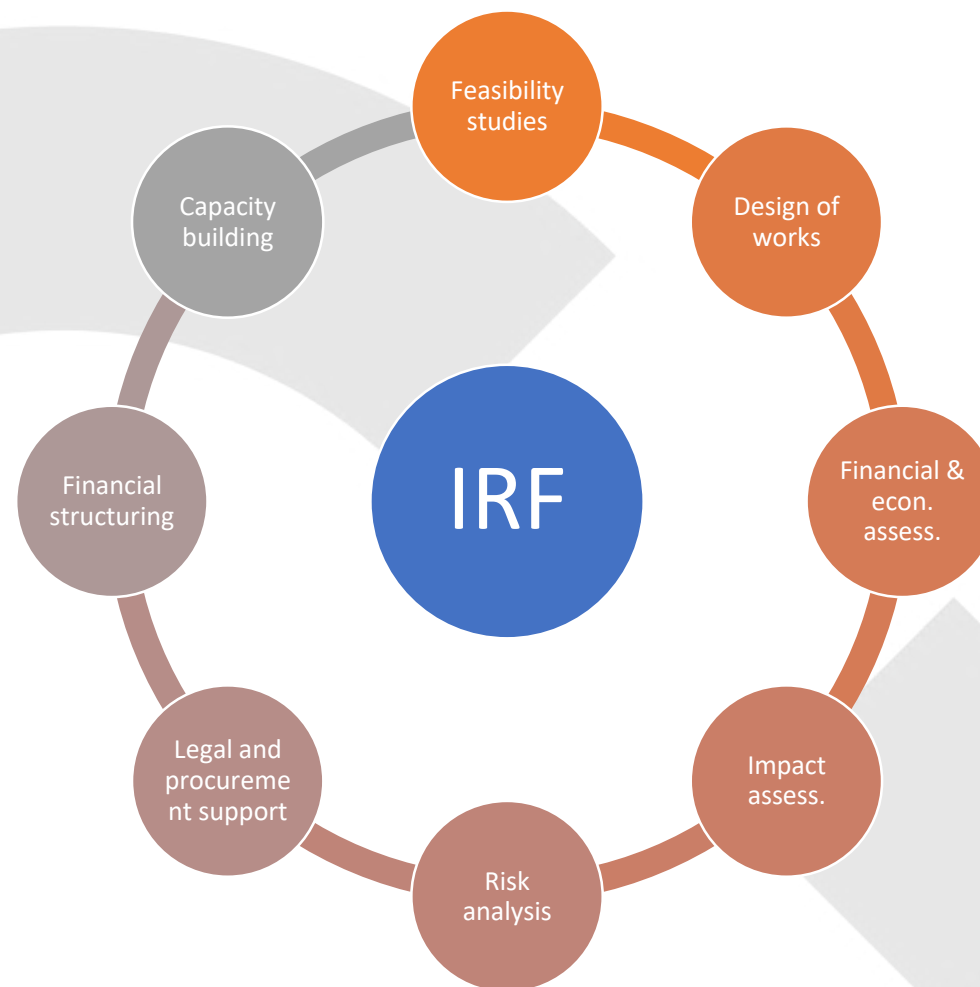 Feasibility
studies
Design of
works
Financial &
econ.
assess.
Impact
assess.
Risk
analysis
Legal and
procureme
nt support
Financial
structuring
Capacity
building
IRF